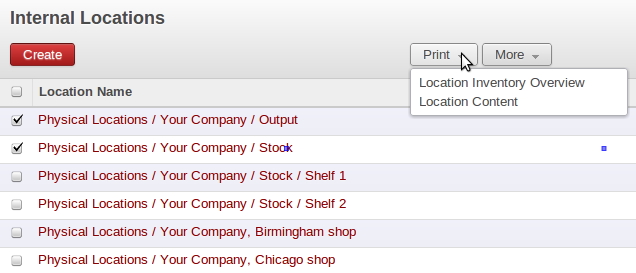 Internal Locations
Create
Print
More
Location Inventory Overview
Location Content
Location Name
Physical Locations / Your Company / Output
Physical Locations / Your Company / Stock
Physical Locations / Your Company / Stock / Shelf 1
Physical Locations / Your Company / Stock / Shelf 2
Physical Locations / Your Company, Birmingham shop
Physical Locations / Your Company, Chicago shop